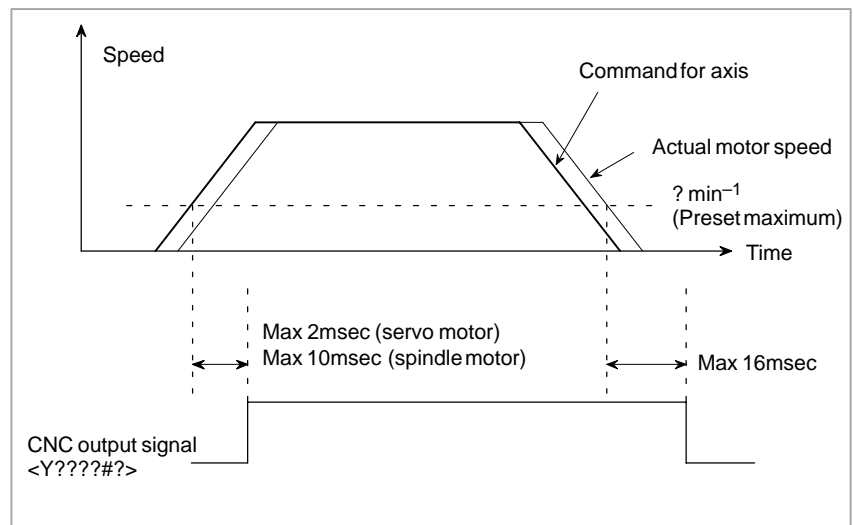 Speed
Command for axis
Actual motor speed
? min–1
(Preset maximum)
Time
Max 2msec (servo motor)
Max 10msec (spindle motor)
Max 16msec
CNC output signal
<Y????#?>